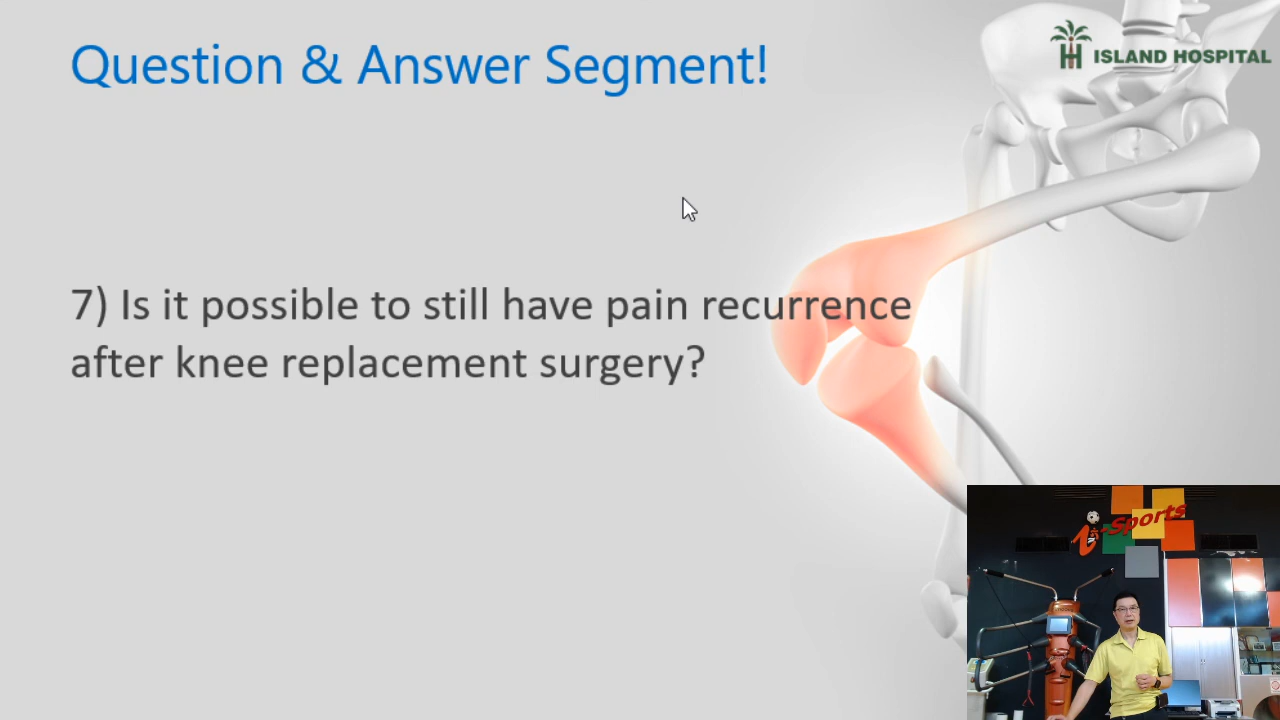 Question & Answer Segment!
ISLAND HOSPITAL
7) Is it possible to still have pain recurrence
after knee replacement surgery?
i-Sports